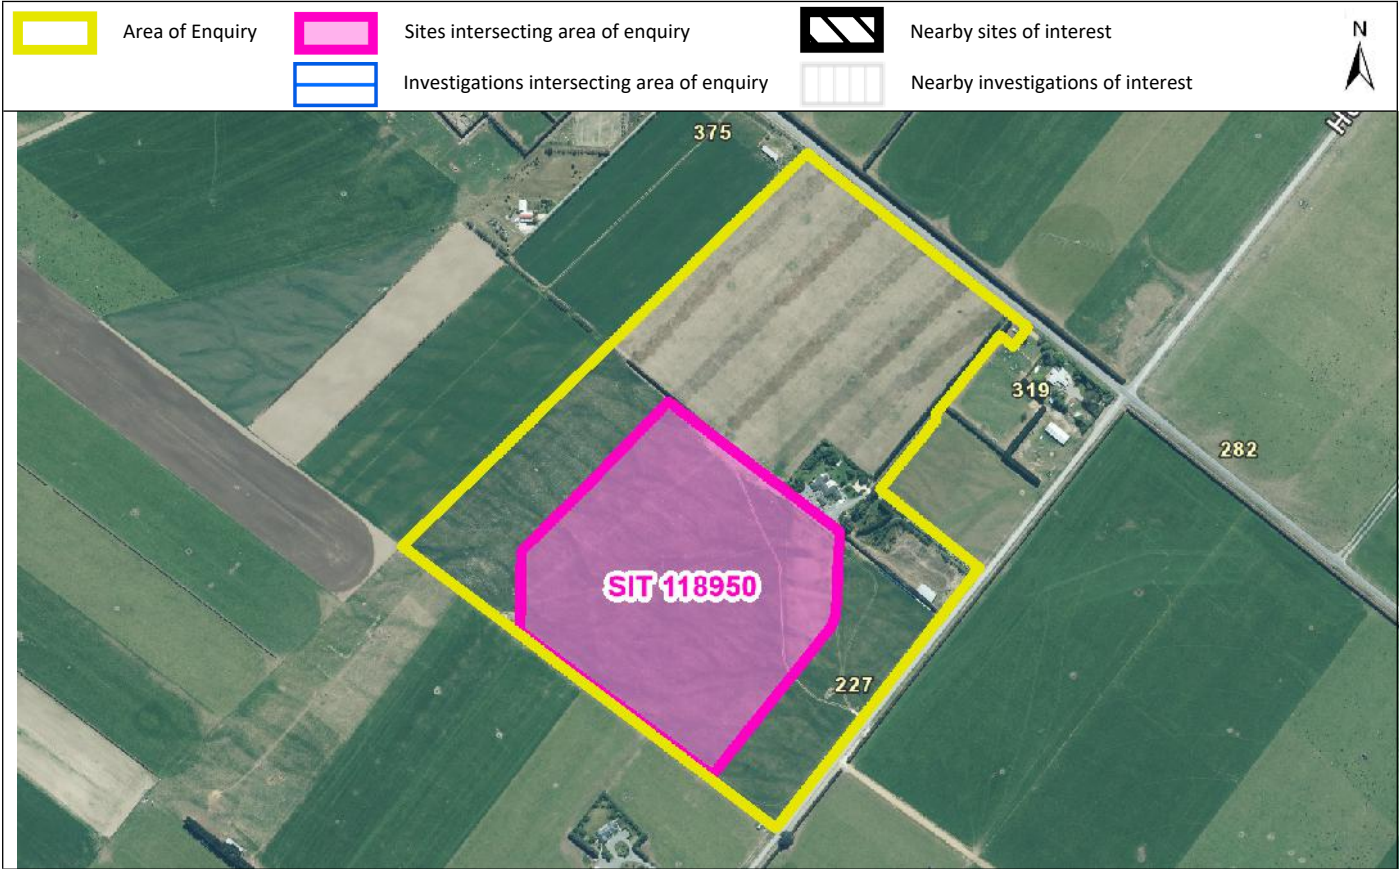 Area of Enquiry
Sites intersecting area of enquiry
Nearby sites of interest
N
Investigations intersecting area of enquiry
Nearby investigations of interest
375
319
282
SIT 118950
227